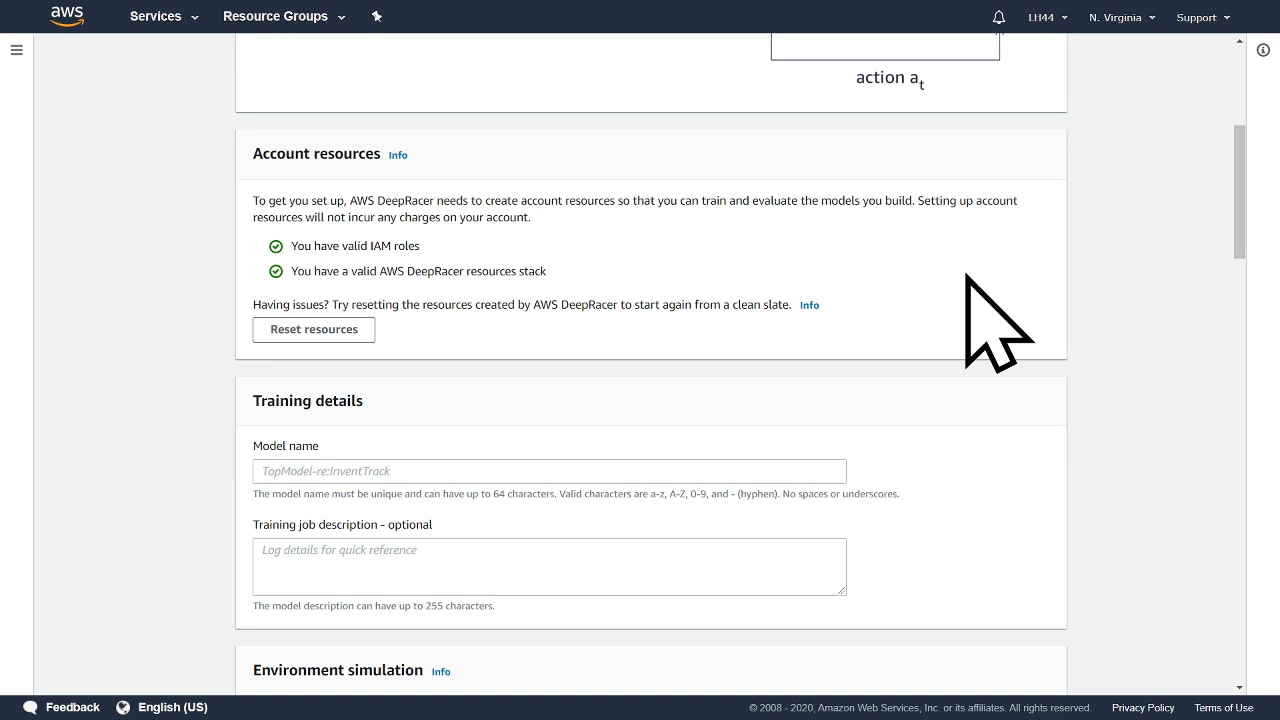 aws Services Resource Groups LH44 N. Virginia Support
action at
Account resources Info
To get you set up, AWS DeepRacer needs to create account resources so that you can train and evaluate the models you build. Setting up account
resources will not incur any charges on your account.
You have valid IAM roles
You have a valid AWS DeepRacer resources stack
Having issues? Try resetting the resources created by AWS DeepRacer to start again from a clean slate. Info
Reset resources
Training details
Model name
TopModel-re:InventTrack
The model name must be unique and can have up to 64 characters. Valid characters are a-z, A-Z, 0-9, and - (hyphen). No spaces or underscores.
Training job description - optional
Log details for quick reference
The model description can have up to 255 characters.
Environment simulation Info
Feedback English (US) © 2008 - 2020, Amazon Web Services, Inc. or its affiliates. All rights reserved. Privacy Policy Terms of Use